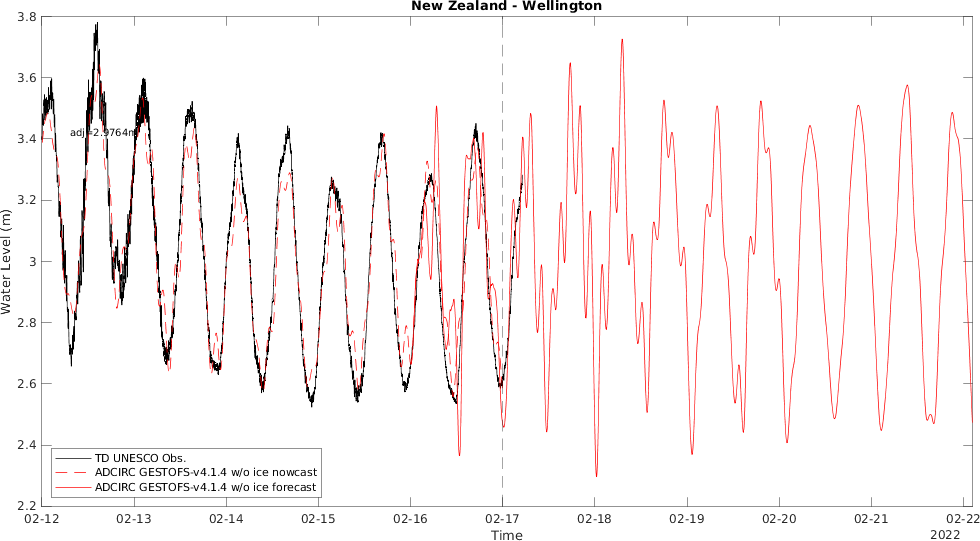 New Zealand - Wellington
3.8
3.6
3.4
3.2
3
2.8
2.6
2.4
2.2
Water Level (m)
adj=2.9764m
TD UNESCO Obs.
ADCIRC GESTOFS-v4.1.4 w/o ice nowcast
ADCIRC GESTOFS-v4.1.4 w/o ice forecast
02-12 02-13 02-14 02-15 02-16 02-17 02-18 02-19 02-20 02-21 02-22
Time
2022